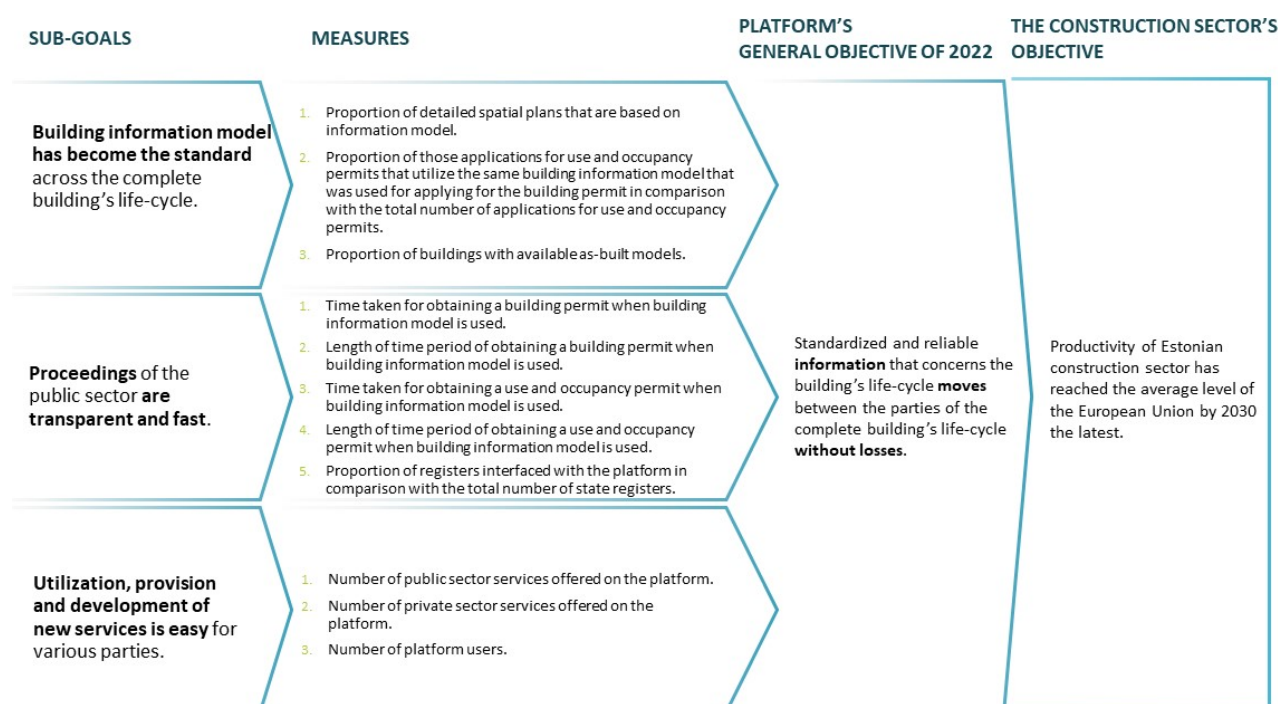 SUB-GOALS
MEASURES
PLATFORM'S
GENERAL OBJECTIVE OF 2022
THE CONSTRUCTION SECTOR'S
OBJECTIVE
Building information model
has become the standard
across the complete
building's life-cycle.
1. Proportion of detailed spatial plans that are based on
information model.
2. Proportion of those applications for use and occupancy
permits that utilize the same building information model that
was used for applying for the building permit in comparison
with the total number of applications for use and occupancy
permits.
3. Proportion of buildings with available as-built models.
Proceedings of the
public sector are
transparent and fast.
1. Time taken for obtaining a building permit when building
information model is used.
2. Length of time period of obtaining a building permit when
building information model is used.
3. Time taken for obtaining a use and occupancy permit when
building information model is used.
4. Length of time period of obtaining a use and occupancy
permit when building information model is used.
5. Proportion of registers interfaced with the platform in
comparison with the total number of state registers.
Utilization, provision
and development of
new services is easy for
various parties.
1. Number of public sector services offered on the platform.
2. Number of private sector services offered on the
platform.
3. Number of platform users.
Standardized and reliable
information that concerns the
building's life-cycle moves
between the parties of the
complete building's life-cycle
without losses.
Productivity of Estonian
construction sector has
reached the average level of
the European Union by 2030
the latest.